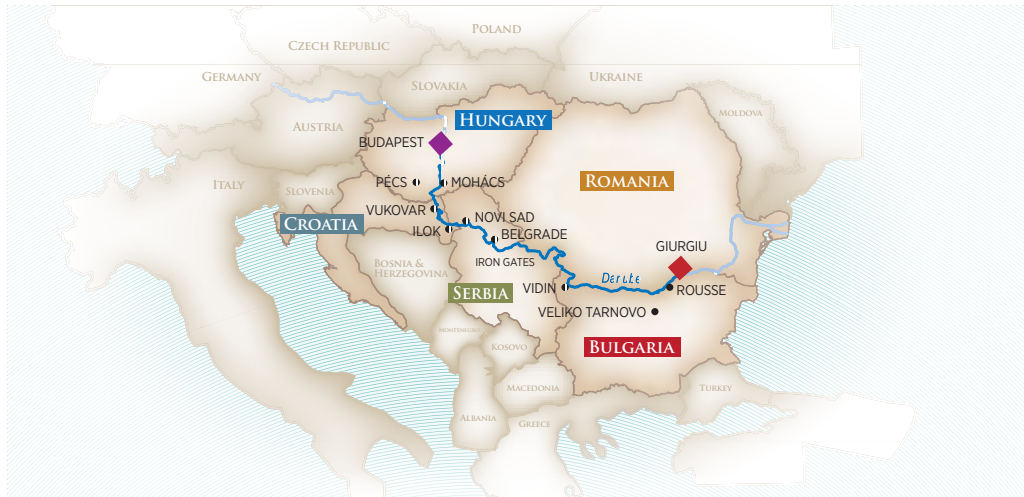 POLAND
CZECH REPUBLIC
GERMANY
SLOVAKIA
UKRAINE
MOLDOVA
HUNGARY
AUSTRIA
BUDAPEST
ITALY
SLOVENIA
PÉCS
MOHÁCS
ROMANIA
VUKOVAR
CROATIA
ILOK
NOVI SAD
BELGRADE
GIURGIU
BOSNIA &
HERZEGOVINA
IRON GATES
SERBIA
VIDIN
ROUSSE
VELIKO TARNOVO
MONTENEGRO
KOSOVO
BULGARIA
MACEDONIA
TURKEY
ALBANIA
GREECE